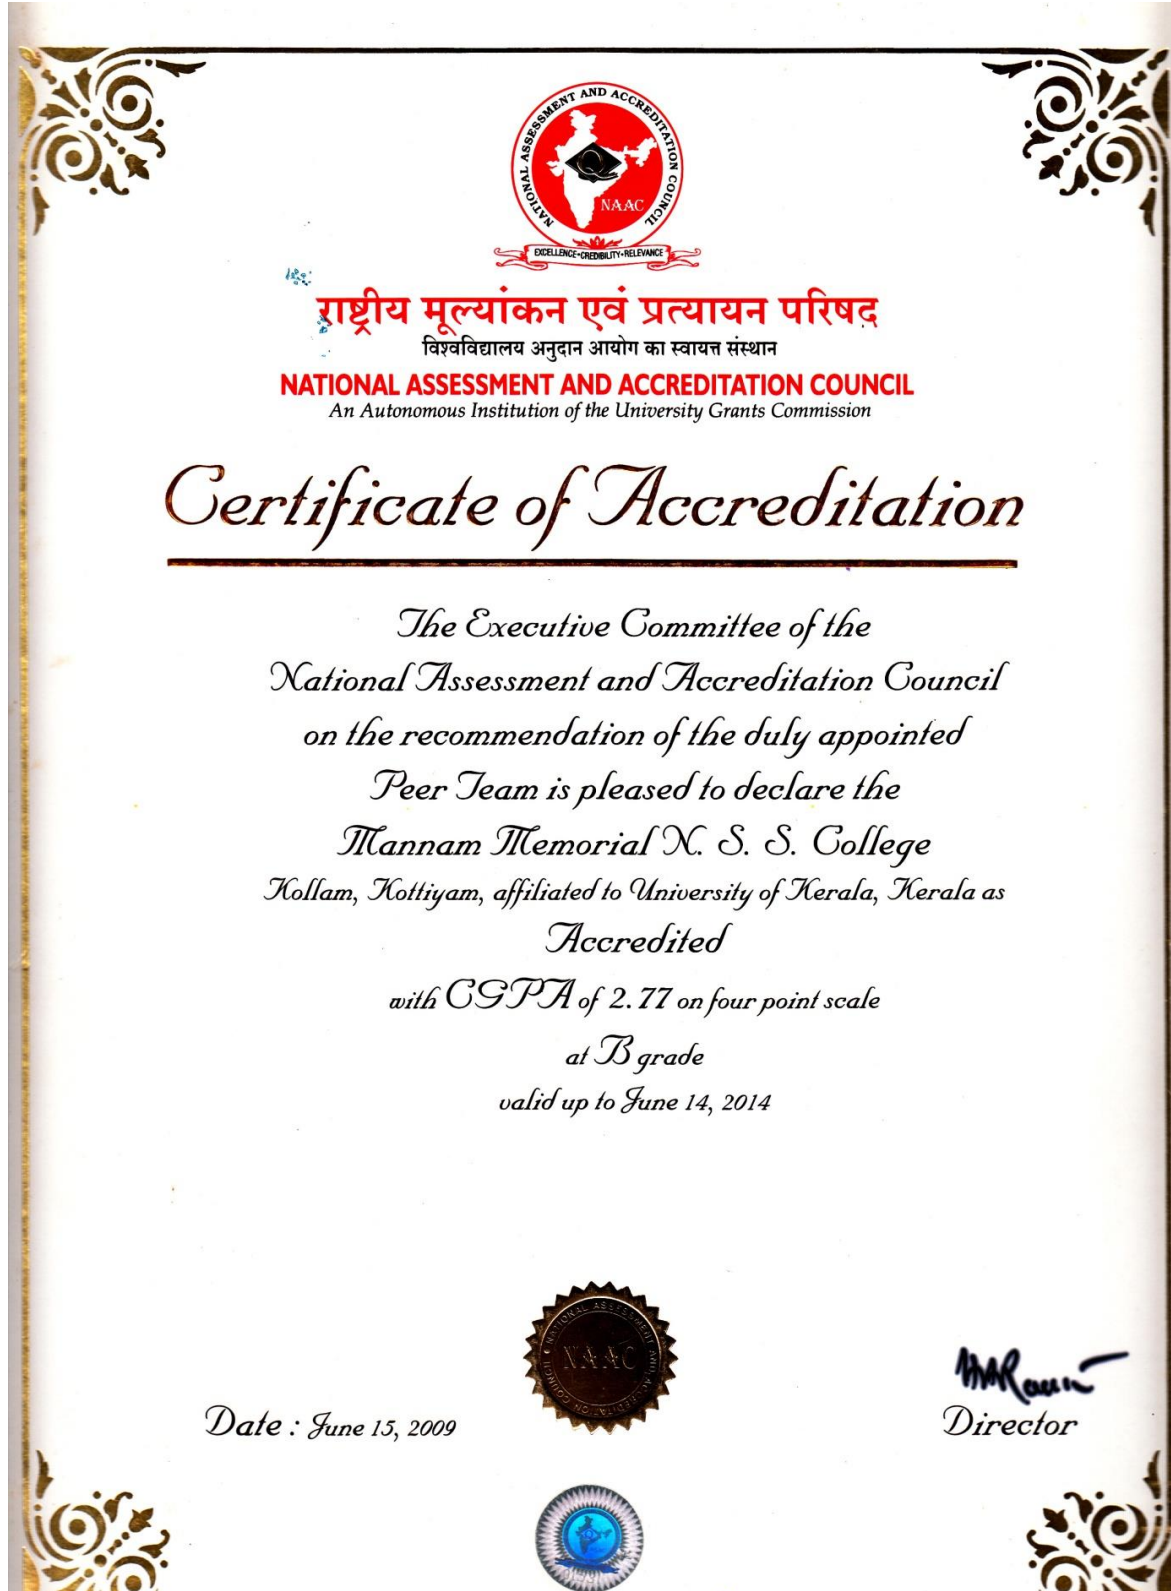 NATIONAL ASSESSMENT AND ACCREDITATION COUNCIL
NAAC
EXCELLENCE•CREDIBILITY•RELEVANCE
राष्ट्रीय मूल्यांकन एवं प्रत्यायन परिषद
विश्वविद्यालय अनुदान आयोग का स्वायत्त संस्थान
NATIONAL ASSESSMENT AND ACCREDITATION COUNCIL
An Autonomous Institution of the University Grants Commission
Certificate of Accreditation
The Executive Committee of the
National Assessment and Accreditation Council
on the recommendation of the duly appointed
Peer Team is pleased to declare the
Mannam Memorial N. S. S. College
Kollam, Kottiyam, affiliated to University of Kerala, Kerala as
Accredited
with CGPA of 2.77 on four point scale
at B grade
valid up to June 14, 2014
NATIONAL ASSESSMENT AND ACCREDITATION COUNCIL
NAAC
Date : June 15, 2009
Director